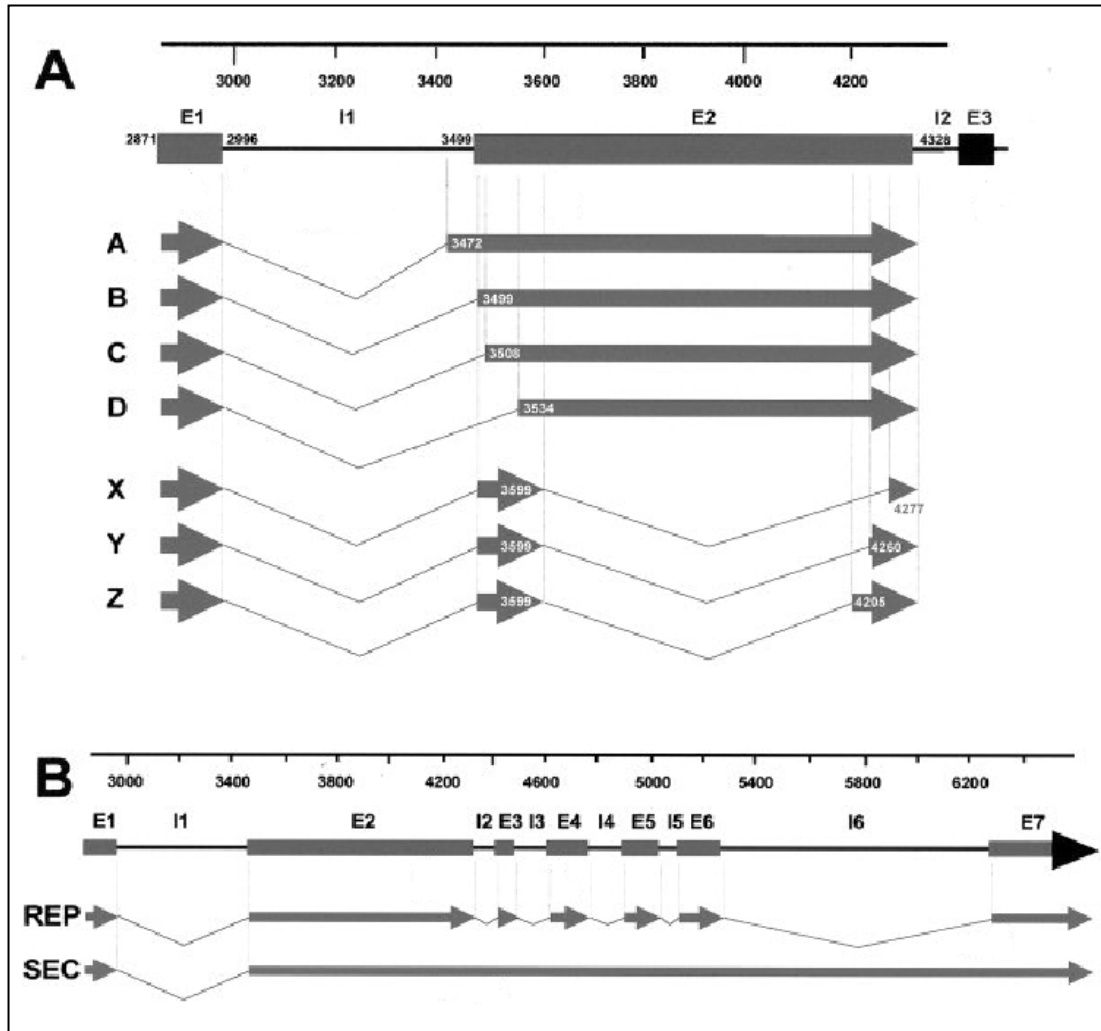 A
3000 3200 3400 3600 3800 4000 4200
E1 I1 E2 I2 E3
2871 2996 3499 4328
A 3472
B 3499
C 3508
D 3534
X 3599 4277
Y 3599 4260
Z 3599 4205
B
3000 3400 3800 4200 4600 5000 5400 5800 6200
E1 I1 E2 I2 E3 I3 E4 I4 E5 I5 E6 I6 E7
REP
SEC